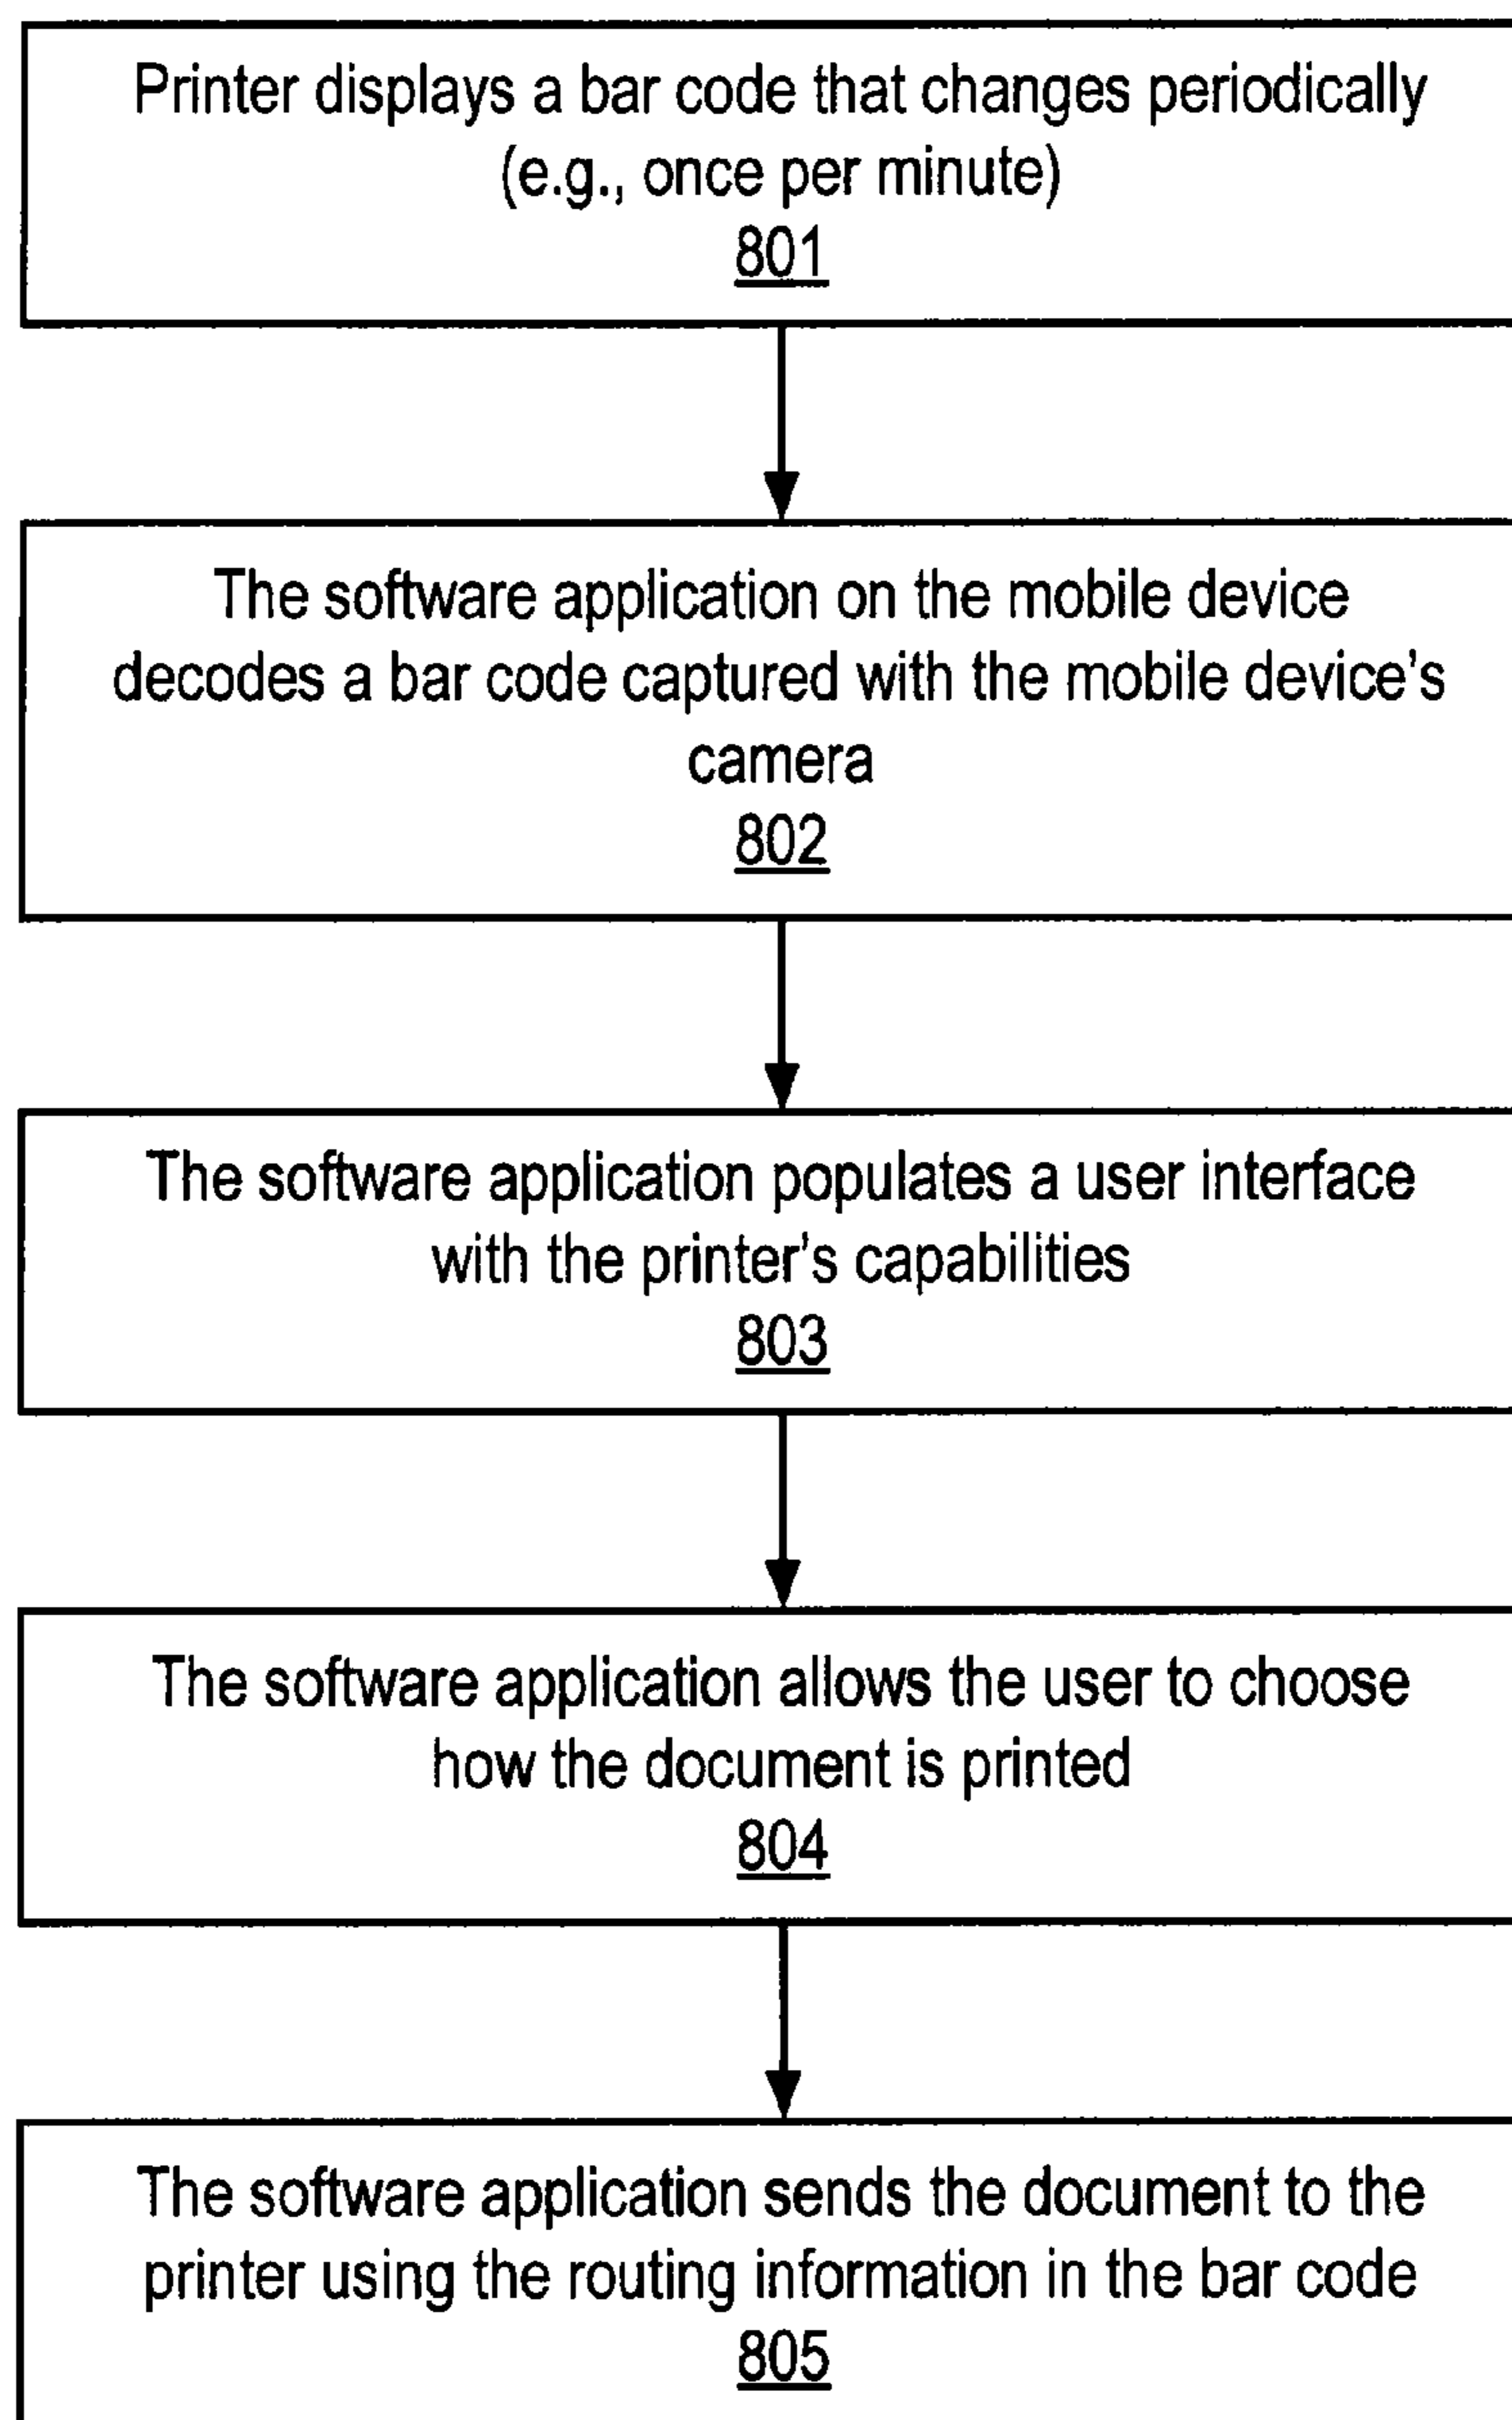 Printer displays a bar code that changes periodically
(e.g., once per minute)
801
The software application on the mobile device
decodes a bar code captured with the mobile device's
camera
802
The software application populates a user interface
with the printer's capabilities
803
The software application allows the user to choose
how the document is printed
804
The software application sends the document to the
printer using the routing information in the bar code
805